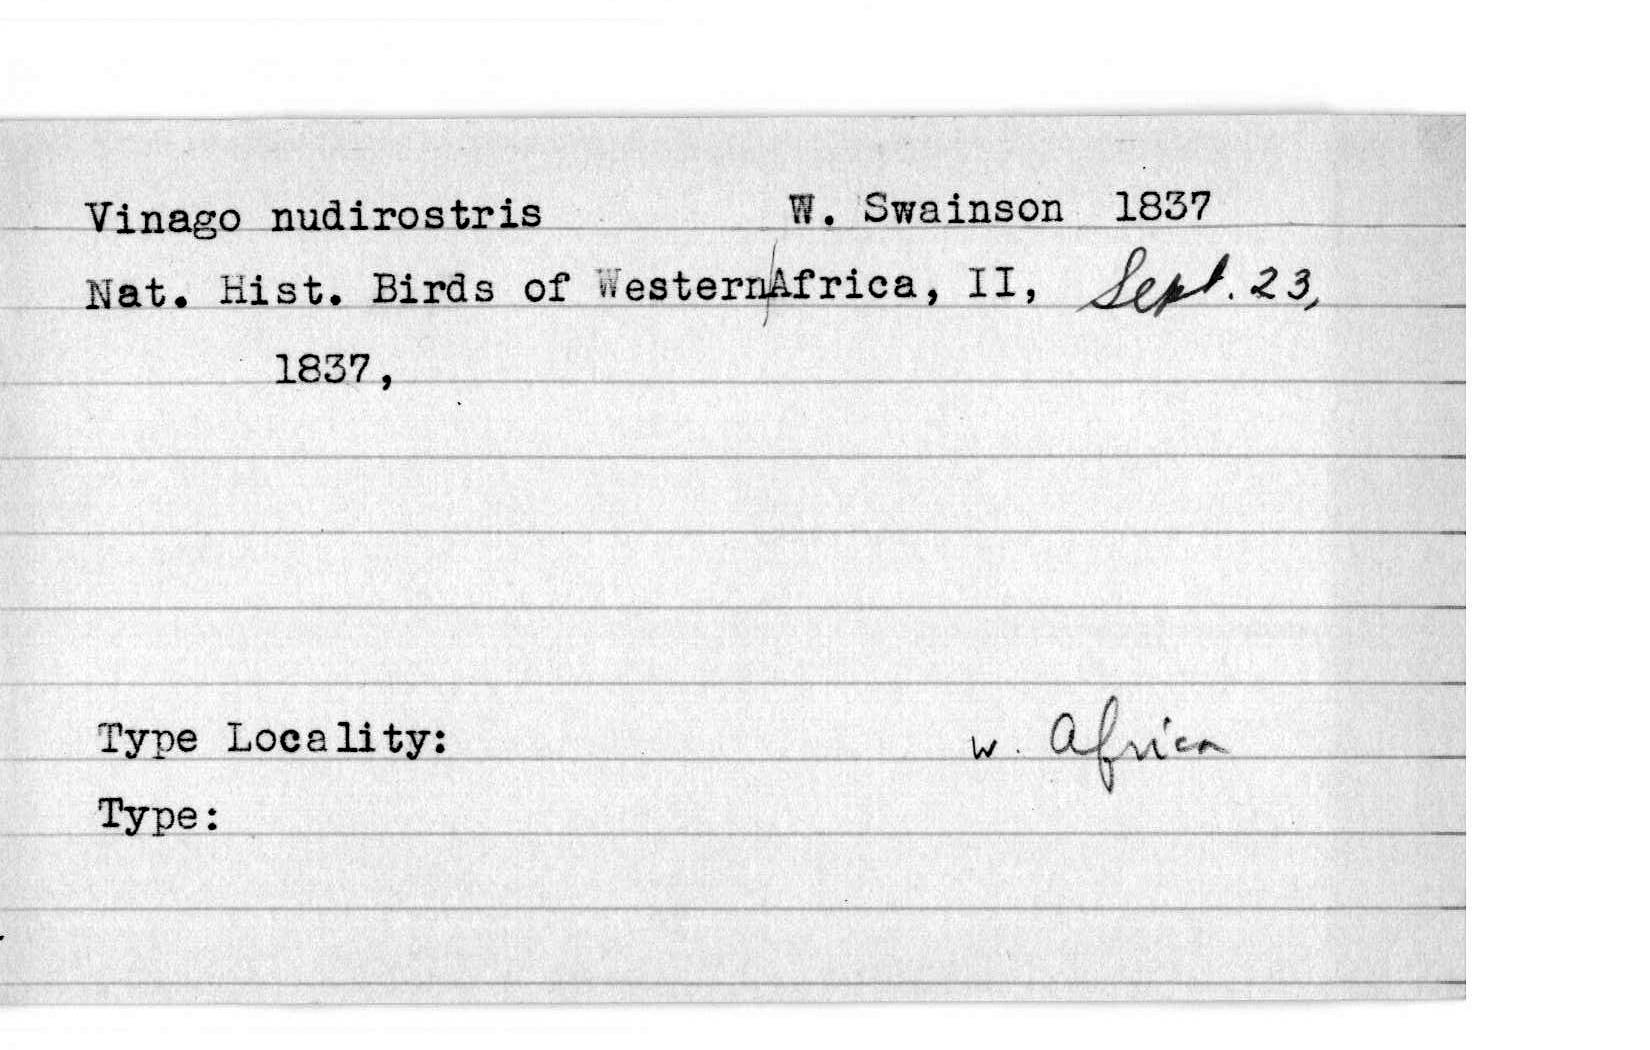 Vinago nudirostris W. Swainson 1837
Nat. Hist. Birds of Western/Africa, II, Sept. 23,
1837,
Type Locality: W. Africa
Type: